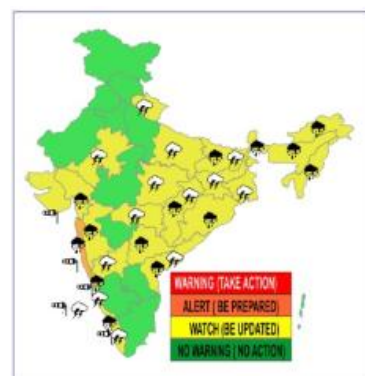 WARNING (TAKE ACTION)
ALERT ( BE PREPARED)
WATCH (BE UPDATED)
NO WARNING ( NO ACTION)